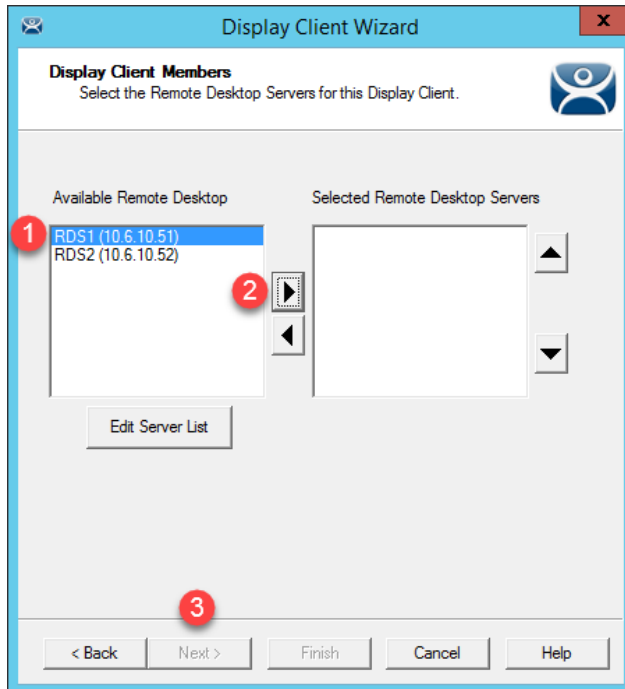 Display Client Wizard
X
Display Client Members
Select the Remote Desktop Servers for this Display Client.
Available Remote Desktop
Selected Remote Desktop Servers
1
RDS1 (10.6.10.51)
RDS2 (10.6.10.52)
2
Edit Server List
3
< Back
Next >
Finish
Cancel
Help